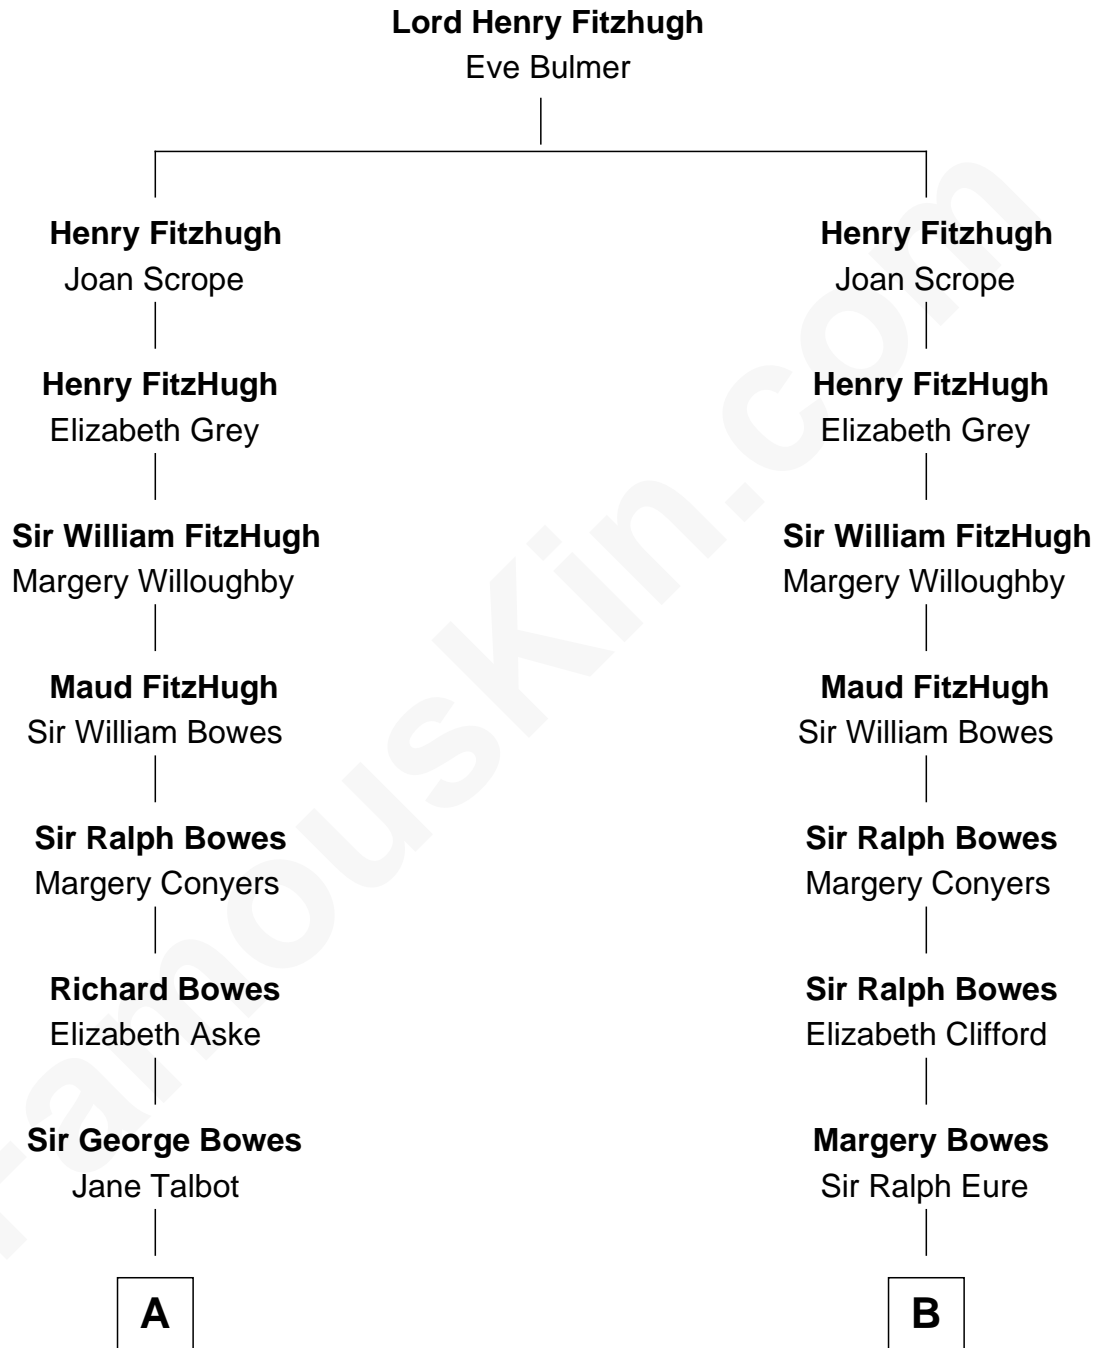 Lord Henry Fitzhugh
Eve Bulmer
Henry Fitzhugh
Joan Scrope
Henry FitzHugh
Elizabeth Grey
Sir William FitzHugh
Margery Willoughby
Maud FitzHugh
Sir William Bowes
Sir Ralph Bowes
Margery Conyers
Richard Bowes
Elizabeth Aske
Sir George Bowes
Jane Talbot
A
Henry Fitzhugh
Joan Scrope
Henry FitzHugh
Elizabeth Grey
Sir William FitzHugh
Margery Willoughby
Maud FitzHugh
Sir William Bowes
Sir Ralph Bowes
Margery Conyers
Sir Ralph Bowes
Elizabeth Clifford
Margery Bowes
Sir Ralph Eure
B
FamousKin.com